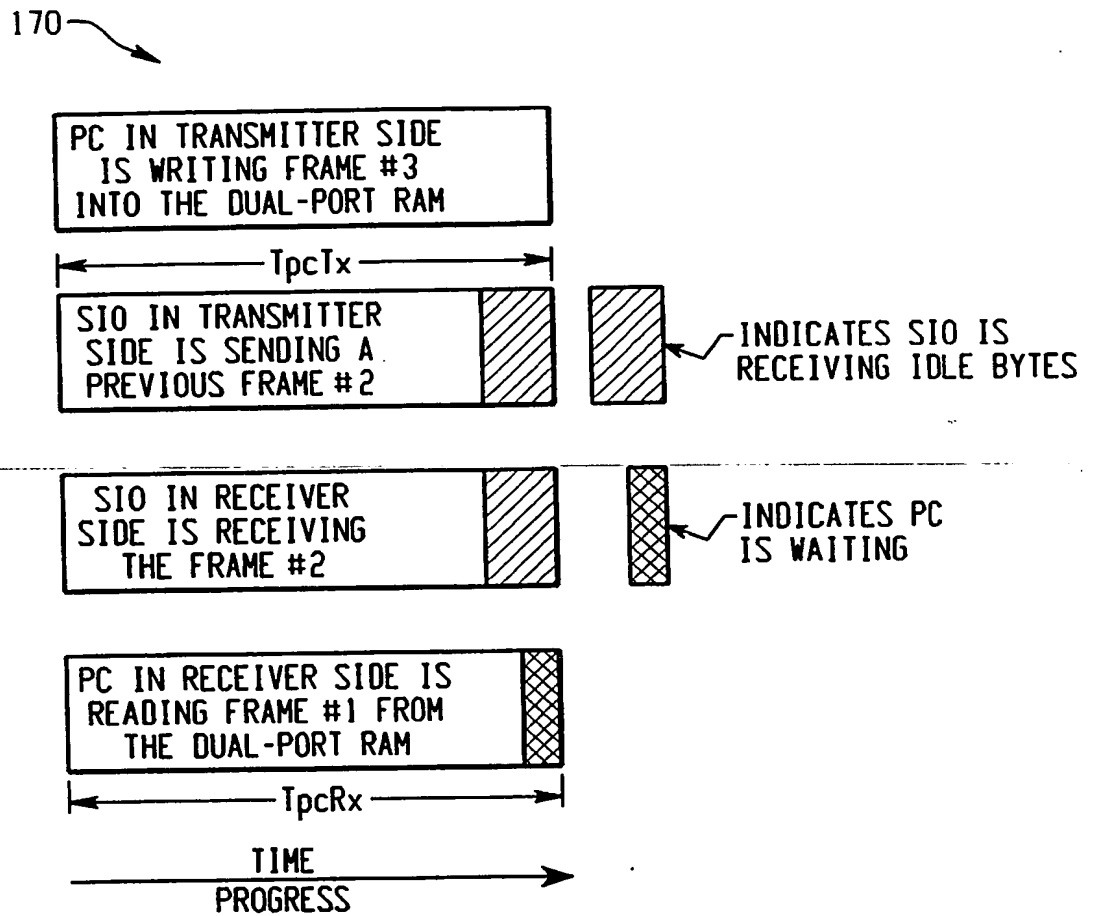 170
PC IN TRANSMITTER SIDE
IS WRITING FRAME #3
INTO THE DUAL-PORT RAM
TpcTx
SIO IN TRANSMITTER
SIDE IS SENDING A
PREVIOUS FRAME #2
INDICATES SIO IS
RECEIVING IDLE BYTES
SIO IN RECEIVER
SIDE IS RECEIVING
THE FRAME #2
INDICATES PC
IS WAITING
PC IN RECEIVER SIDE IS
READING FRAME #1 FROM
THE DUAL-PORT RAM
TpcRx
TIME
PROGRESS